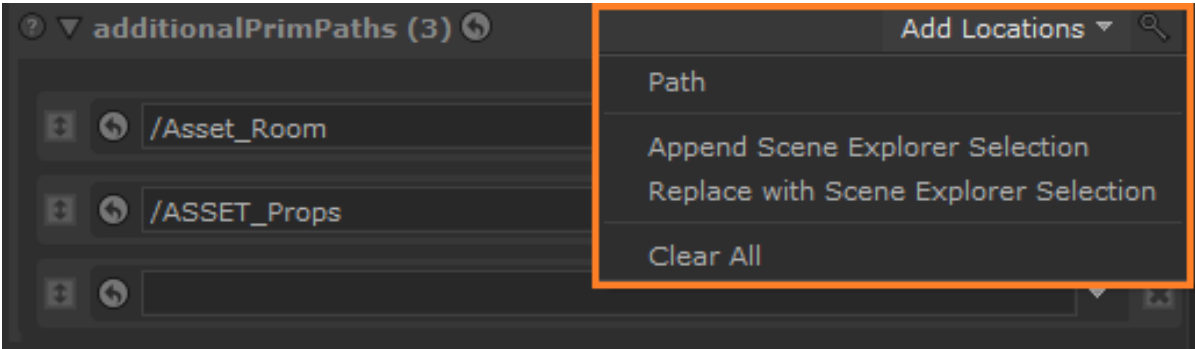 ? additionalPrimPaths (3)
Add Locations
Path
/Asset_Room
Append Scene Explorer Selection
Replace with Scene Explorer Selection
/ASSET_Props
Clear All